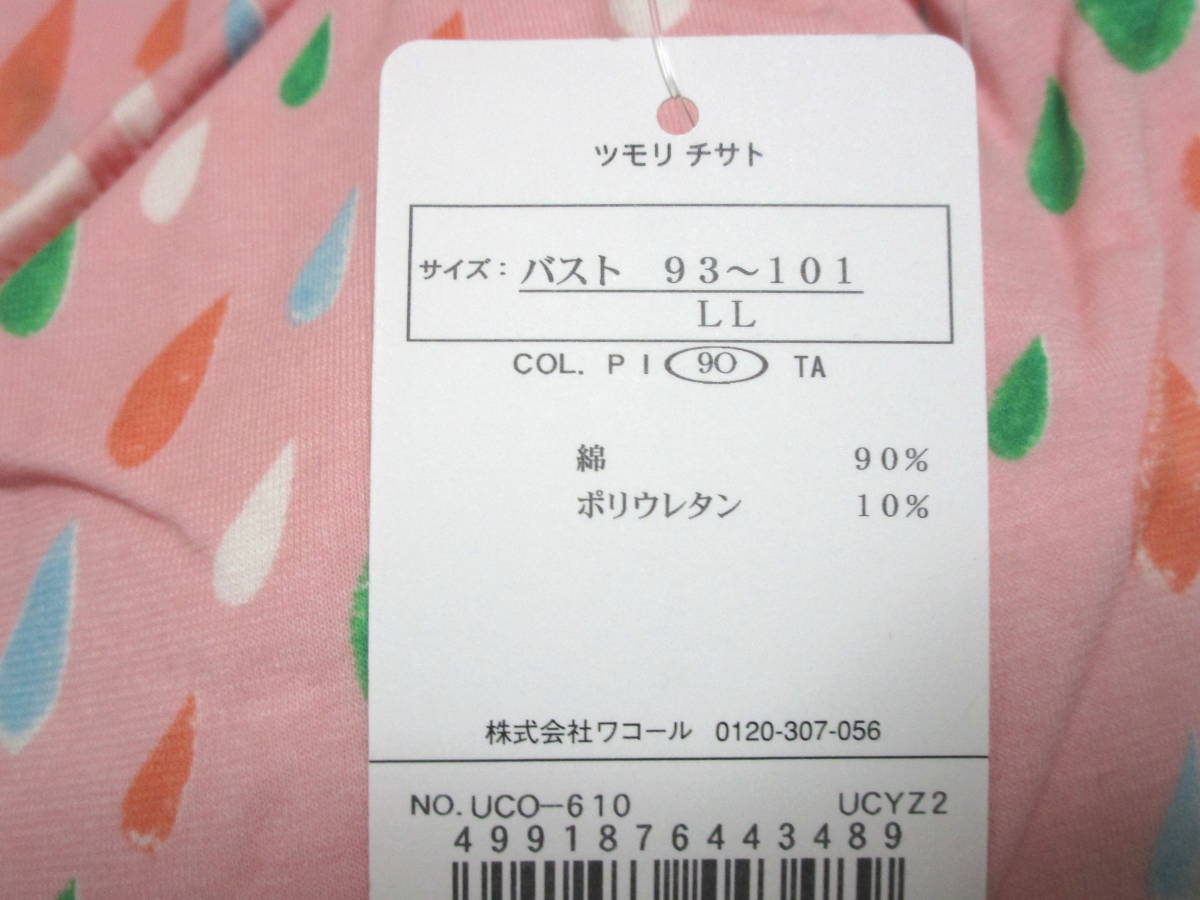 ツモリ チサト
サイズ: バスト 93〜101
LL
COL. PI 90 TA
綿 90%
ポリウレタン 10%
株式会社ワコール 0120-307-056
NO. UCO-610 UCYZ2
4991876443489